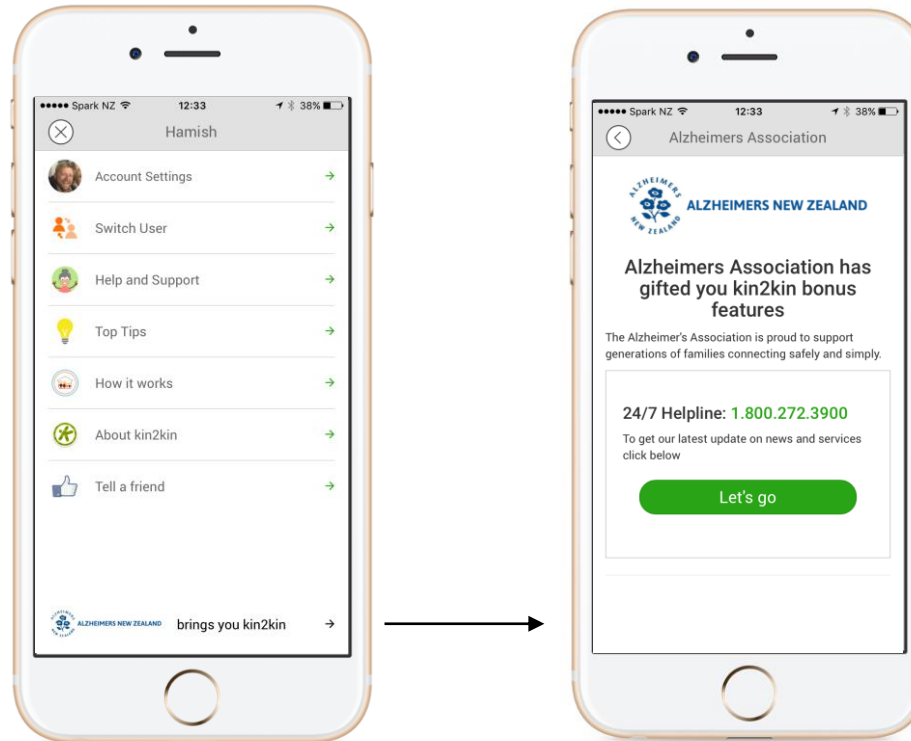 Spark NZ 12:33 38%
Hamish
Account Settings
Switch User
Help and Support
Top Tips
How it works
About kin2kin
Tell a friend
ALZHEIMERS NEW ZEALAND brings you kin2kin
Spark NZ 12:33 38%
Alzheimers Association
ALZHEIMERS
NEW ZEALAND
ALZHEIMERS NEW ZEALAND
Alzheimers Association has
gifted you kin2kin bonus
features
The Alzheimer's Association is proud to support
generations of families connecting safely and simply.
24/7 Helpline: 1.800.272.3900
To get our latest update on news and services
click below
Let's go